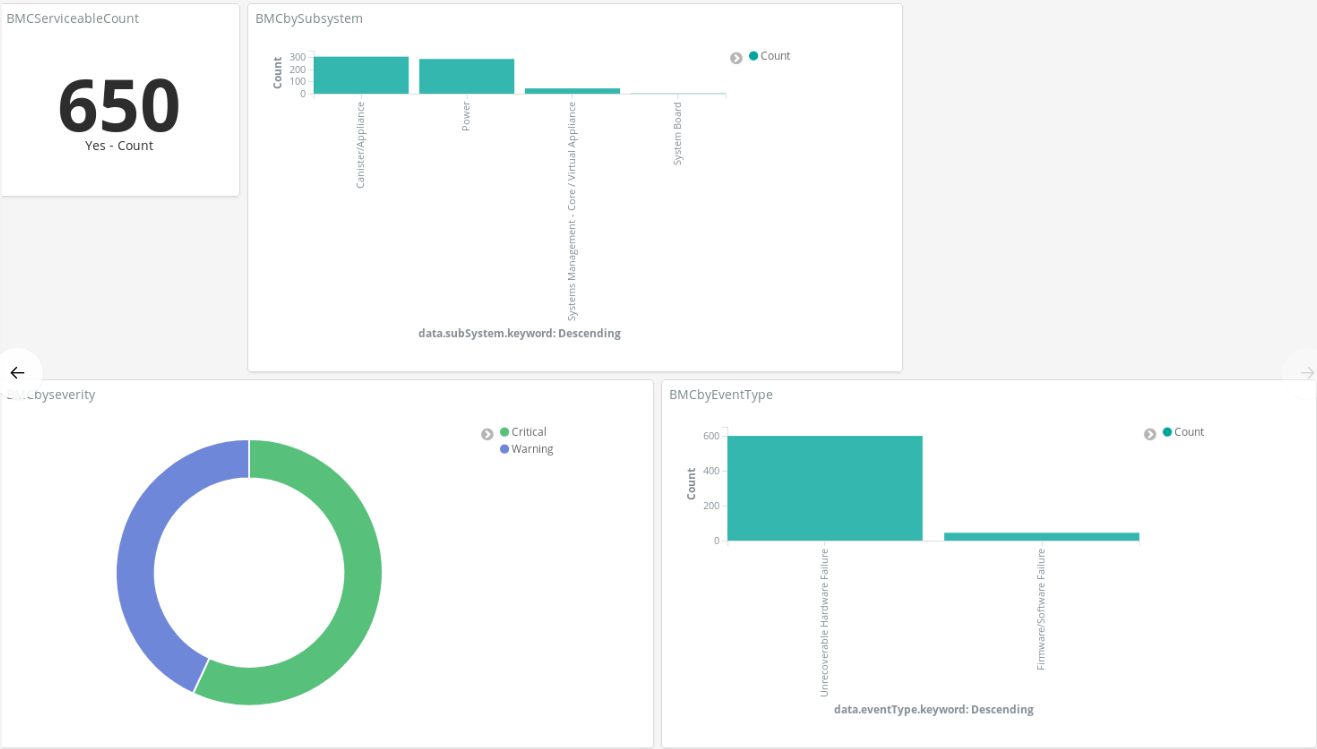 BMCServiceableCount
650
Yes - Count
BMCbySubsystem
Count
300
200
100
0
Canister/Appliance
Power
Systems Management - Core / Virtual Appliance
System Board
data.subSystem.keyword: Descending
Count
BMCbyseverity
Critical
Warning
BMCbyEventType
Count
600
400
200
0
Unrecoverable Hardware Failure
Firmware/Software Failure
data.eventType.keyword: Descending
Count